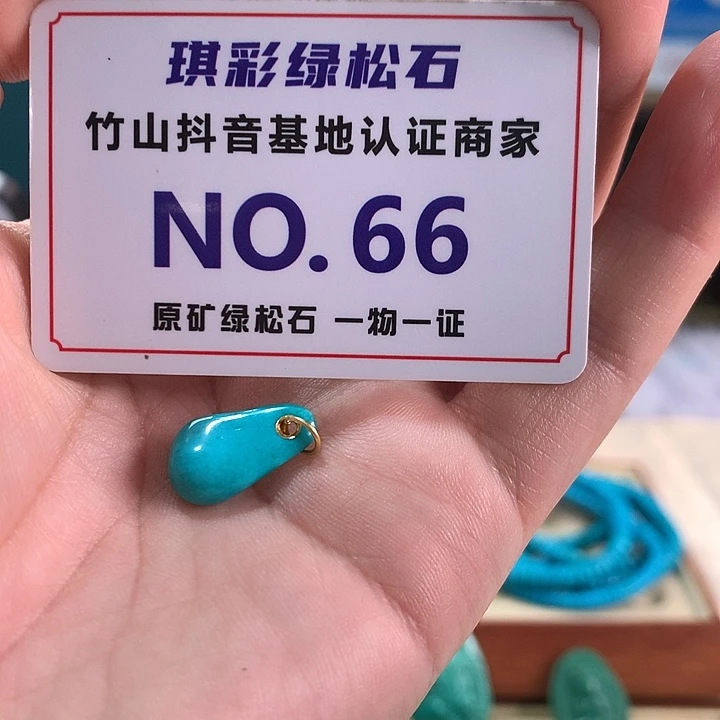 琪彩绿松石
竹山抖音基地认证商家
NO. 66
原矿绿松石 一物一证